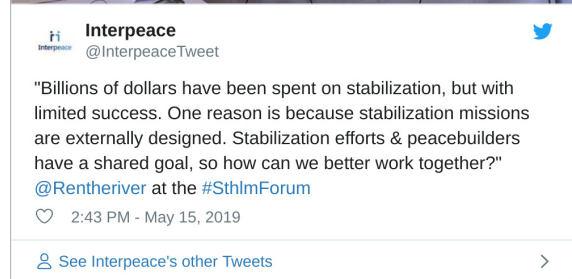 Interpeace
Interpeace
@InterpeaceTweet
"Billions of dollars have been spent on stabilization, but with
limited success. One reason is because stabilization missions
are externally designed. Stabilization efforts & peacebuilders
have a shared goal, so how can we better work together?"
@Rentheriver at the #SthlmForum
2:43 PM - May 15, 2019
See Interpeace's other Tweets